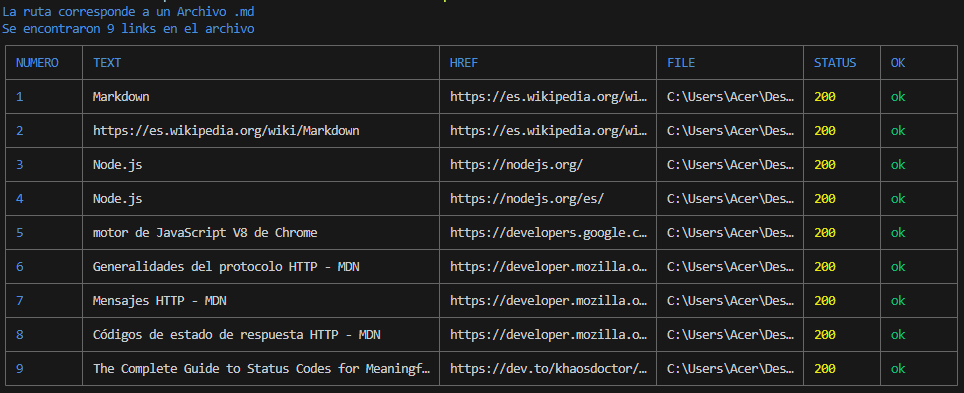 La ruta corresponde a un Archivo .md
Se encontraron 9 links en el archivo
NUMERO TEXT HREF FILE STATUS OK
1 Markdown https://es.wikipedia.org/wi… C:\Users\Acer\Des… 200 ok
2 https://es.wikipedia.org/wiki/Markdown https://es.wikipedia.org/wi… C:\Users\Acer\Des… 200 ok
3 Node.js https://nodejs.org/ C:\Users\Acer\Des… 200 ok
4 Node.js https://nodejs.org/es/ C:\Users\Acer\Des… 200 ok
5 motor de JavaScript V8 de Chrome https://developers.google.c… C:\Users\Acer\Des… 200 ok
6 Generalidades del protocolo HTTP - MDN https://developer.mozilla.o… C:\Users\Acer\Des… 200 ok
7 Mensajes HTTP - MDN https://developer.mozilla.o… C:\Users\Acer\Des… 200 ok
8 Códigos de estado de respuesta HTTP - MDN https://developer.mozilla.o… C:\Users\Acer\Des… 200 ok
9 The Complete Guide to Status Codes for Meaningf… https://dev.to/khaosdoctor/… C:\Users\Acer\Des… 200 ok